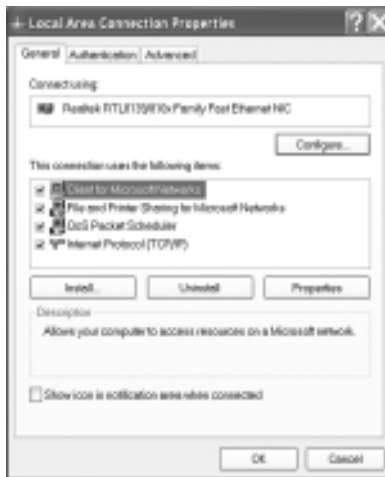 Local Area Connection Properties
General Authentication Advanced
Connect using:
Realtek RTL8139/810x Family Fast Ethernet NIC
Configure...
This connection uses the following items:
Client for Microsoft Networks
File and Printer Sharing for Microsoft Networks
QoS Packet Scheduler
Internet Protocol (TCP/IP)
Install... Uninstall Properties
Description
Allows your computer to access resources on a Microsoft network.
Show icon in notification area when connected
OK Cancel